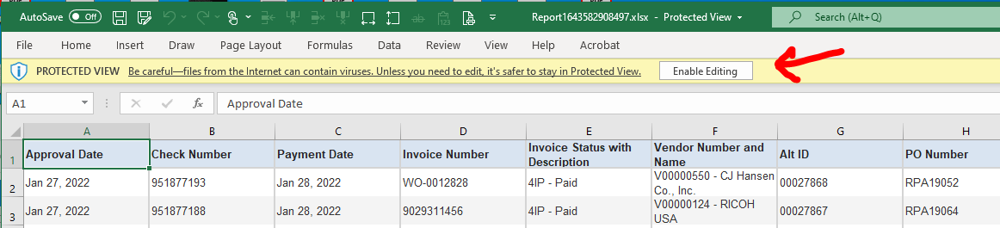 AutoSave Off Report1643582908497.xlsx - Protected View Search (Alt+Q)
File Home Insert Draw Page Layout Formulas Data Review View Help Acrobat
PROTECTED VIEW Be careful—files from the Internet can contain viruses. Unless you need to edit, it's safer to stay in Protected View. Enable Editing
A1 fx Approval Date
A B C D E F G H
1 Approval Date Check Number Payment Date Invoice Number Invoice Status with Description Vendor Number and Name Alt ID PO Number
2 Jan 27, 2022 951877193 Jan 28, 2022 WO-0012828 4IP - Paid V00000550 - CJ Hansen Co., Inc. 00027868 RPA19052
3 Jan 27, 2022 951877188 Jan 28, 2022 9029311456 4IP - Paid V00000124 - RICOH USA 00027867 RPA19064